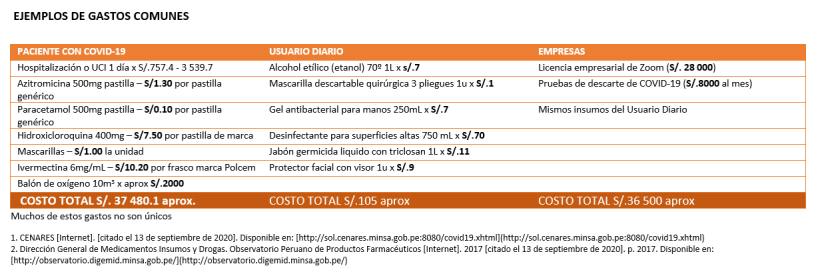 EJEMPLOS DE GASTOS COMUNES
PACIENTE CON COVID-19 USUARIO DIARIO EMPRESAS
Hospitalización o UCI 1 día x S/.757.4 - 3 539.7 Alcohol etílico (etanol) 70º 1L x s/.7 Licencia empresarial de Zoom (S/. 28 000)
Azitromicina 500mg pastilla – S/1.30 por pastilla Mascarilla descartable quirúrgica 3 pliegues 1u x S/.1 Pruebas de descarte de COVID-19 (S/.8000 al mes)
genérico
Paracetamol 500mg pastilla – S/0.10 por pastilla Gel antibacterial para manos 250mL x S/.7 Mismos insumos del Usuario Diario
genérico
Hidroxicloroquina 400mg – S/7.50 por pastilla de marca Desinfectante para superficies altas 750 mL x S/.70
Mascarillas – S/1.00 la unidad Jabón germicida liquido con triclosan 1L x S/.11
Ivermectina 6mg/mL – S/10.20 por frasco marca Polcem Protector facial con visor 1u x S/.9
Balón de oxígeno 10m³ x aprox S/.2000
COSTO TOTAL S/. 37 480.1 aprox. COSTO TOTAL S/.105 aprox COSTO TOTAL S/.36 500 aprox
Muchos de estos gastos no son únicos
1. CENARES [Internet]. [citado el 13 de septiembre de 2020]. Disponible en: [http://sol.cenares.minsa.gob.pe:8080/covid19.xhtml](http://sol.cenares.minsa.gob.pe:8080/covid19.xhtml)
2. Dirección General de Medicamentos Insumos y Drogas. Observatorio Peruano de Productos Farmacéuticos [Internet]. 2017 [citado el 13 de septiembre de 2020]. p. 2017. Disponible en:
[http://observatorio.digemid.minsa.gob.pe/](http://observatorio.digemid.minsa.gob.pe/)